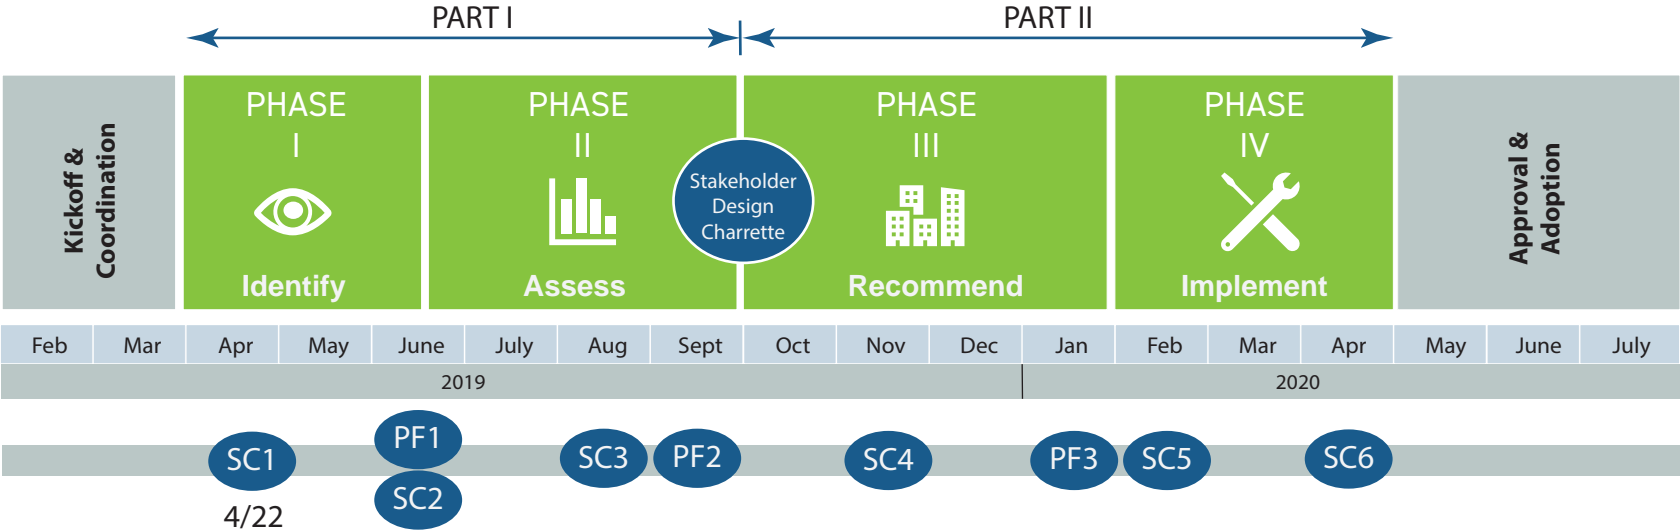 PART I
PART II
Kickoff &
Coordination
PHASE
I
Identify
PHASE
II
Assess
Stakeholder
Design
Charrette
PHASE
III
Recommend
PHASE
IV
Implement
Approval &
Adoption
Feb Mar Apr May June July Aug Sept Oct Nov Dec Jan Feb Mar Apr May June July
2019 2020
PF1
SC1 SC3 PF2 SC4 PF3 SC5 SC6
SC2
4/22